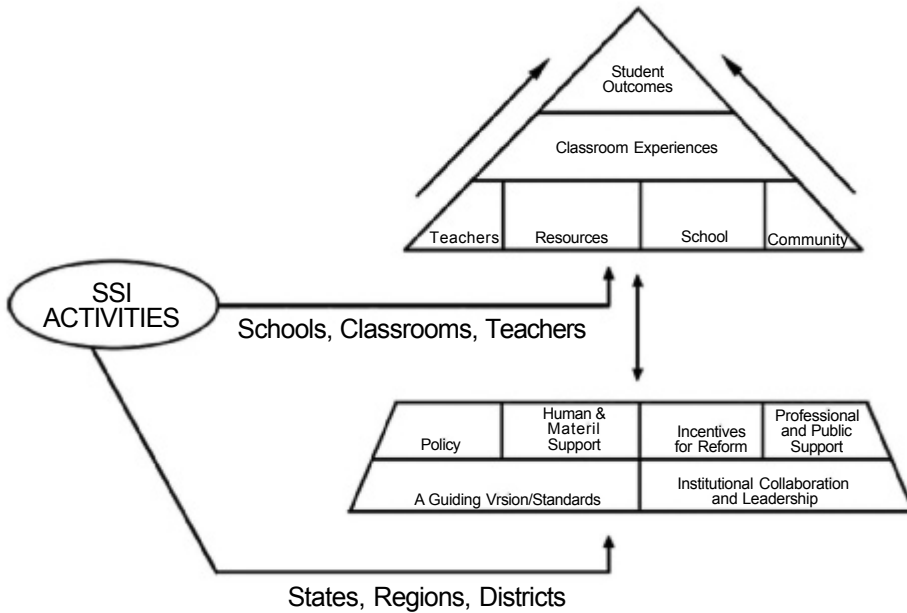 Student
Outcomes
Classroom Experiences
Teachers
Resources
School
Community
SSI
ACTIVITIES
Schools, Classrooms, Teachers
Policy
Human &
Materil
Support
Incentives
for Reform
Professional
and Public
Support
A Guiding Vrsion/Standards
Institutional Collaboration
and Leadership
States, Regions, Districts